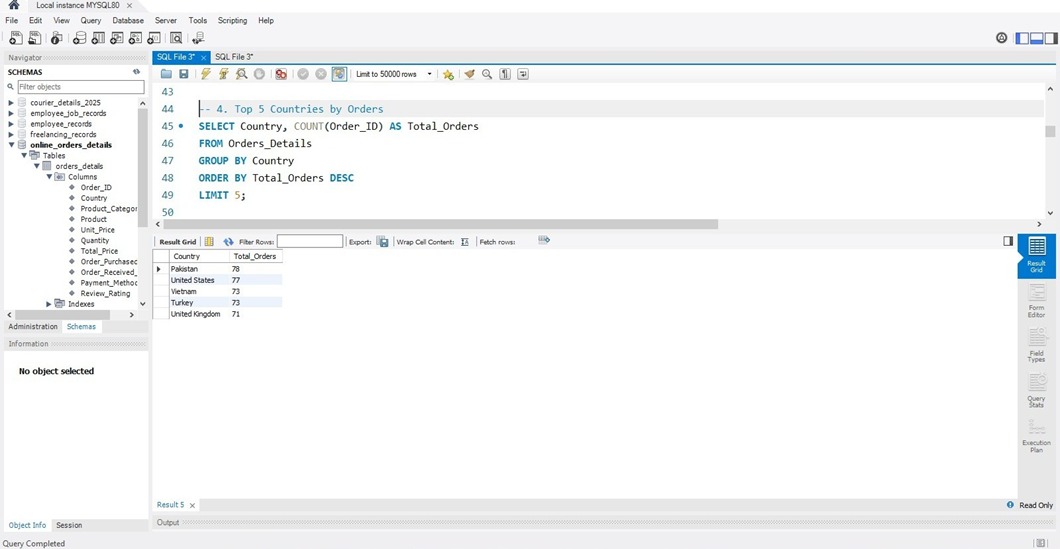 Local instance MYSQL80 ×
File Edit View Query Database Server Tools Scripting Help
Navigator
SCHEMAS
Filter objects
courier_details_2025
employee_job_records
employee_records
freelancing_records
online_orders_details
Tables
orders_details
Columns
Order_ID
Country
Product_Categor
Product
Unit_Price
Quantity
Total_Price
Order_Purchased
Order_Received_
Payment_Method
Review_Rating
Indexes
Administration Schemas
Information
No object selected
Object Info Session
SQL File 3* × SQL File 3*
Limit to 50000 rows
43
44 -- 4. Top 5 Countries by Orders
45 SELECT Country, COUNT(Order_ID) AS Total_Orders
46 FROM Orders_Details
47 GROUP BY Country
48 ORDER BY Total_Orders DESC
49 LIMIT 5;
50
Result Grid Filter Rows: Export: Wrap Cell Content: Fetch rows:
Country Total_Orders
Pakistan 78
United States 77
Vietnam 73
Turkey 73
United Kingdom 71
Result Grid
Form Editor
Field Types
Query Stats
Execution Plan
Result 5 × Read Only
Output
Query Completed